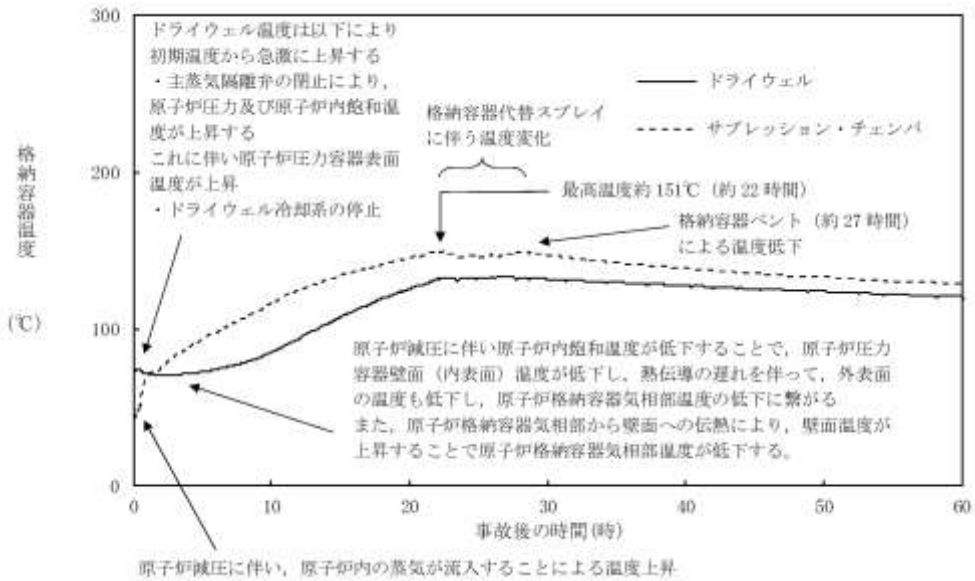 300
200
100
0
格納容器温度
(℃)
ドライウェル温度は以下により
初期温度から急激に上昇する
・主蒸気隔離弁の閉止により，
原子炉圧力及び原子炉内飽和温
度が上昇する
これに伴い原子炉圧力容器表面
温度が上昇
・ドライウェル冷却系の停止
ドライウェル
サプレッション・チェンバ
格納容器代替スプレイ
に伴う温度変化
最高温度約 151℃（約 22 時間）
格納容器ベント（約 27 時間）
による温度低下
原子炉減圧に伴い原子炉内飽和温度が低下することで，原子炉圧力
容器壁面（内表面）温度が低下し，熱伝導の遅れを伴って，外表面
の温度も低下し，原子炉格納容器気相部温度の低下に繋がる
また，原子炉格納容器気相部から壁面への伝熱により，壁面温度が
上昇することで原子炉格納容器気相部温度が低下する。
0 10 20 30 40 50 60
事故後の時間(時)
原子炉減圧に伴い，原子炉内の蒸気が流入することによる温度上昇